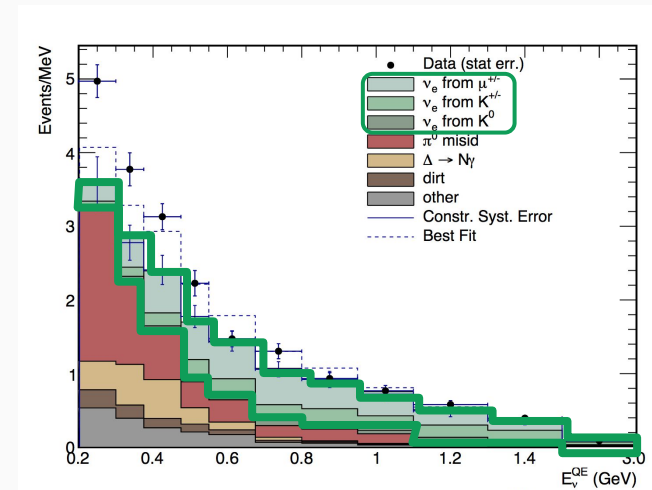 Events/MeV
5
4
3
2
1
0
Data (stat err.)
νₑ from μ⁺/⁻
νₑ from K⁺/⁻
νₑ from K⁰
π⁰ misid
Δ → Nγ
dirt
other
Constr. Syst. Error
Best Fit
0.2 0.4 0.6 0.8 1 1.2 1.4 3.0
E_ν^QE (GeV)